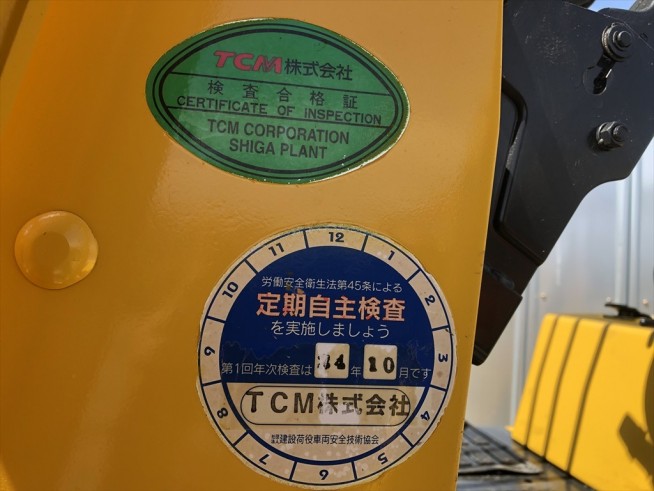 TCM株式会社
検査合格証
CERTIFICATE OF INSPECTION
TCM CORPORATION
SHIGA PLANT
12
1
2
3
4
5
6
7
8
9
10
11
労働安全衛生法第45条による
定期自主検査
を実施しましょう
第1回年次検査は 年 10 月です
TCM株式会社
建設荷役車両安全技術協会